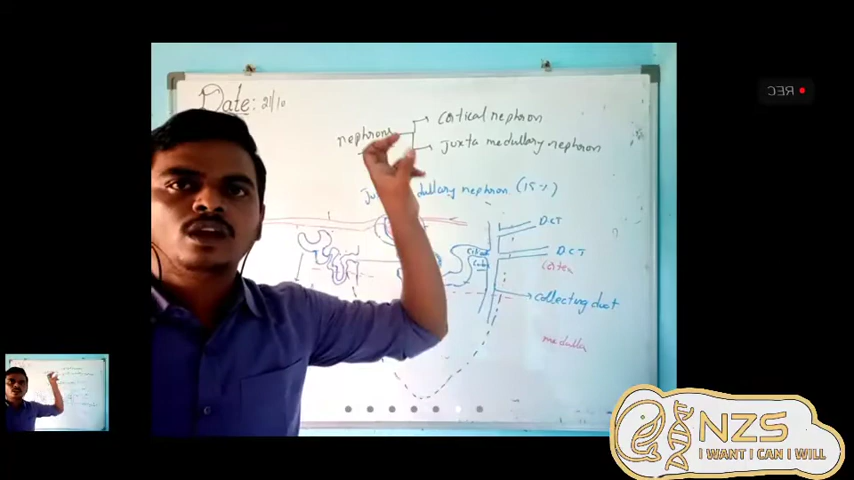 Date: 21/10
REC
cortical nephron
nephrons
juxta medullary nephron
dullary nephron (15%)
DCT
DCT
cortex
collecting duct
medulla
NZS
I WANT I CAN I WILL